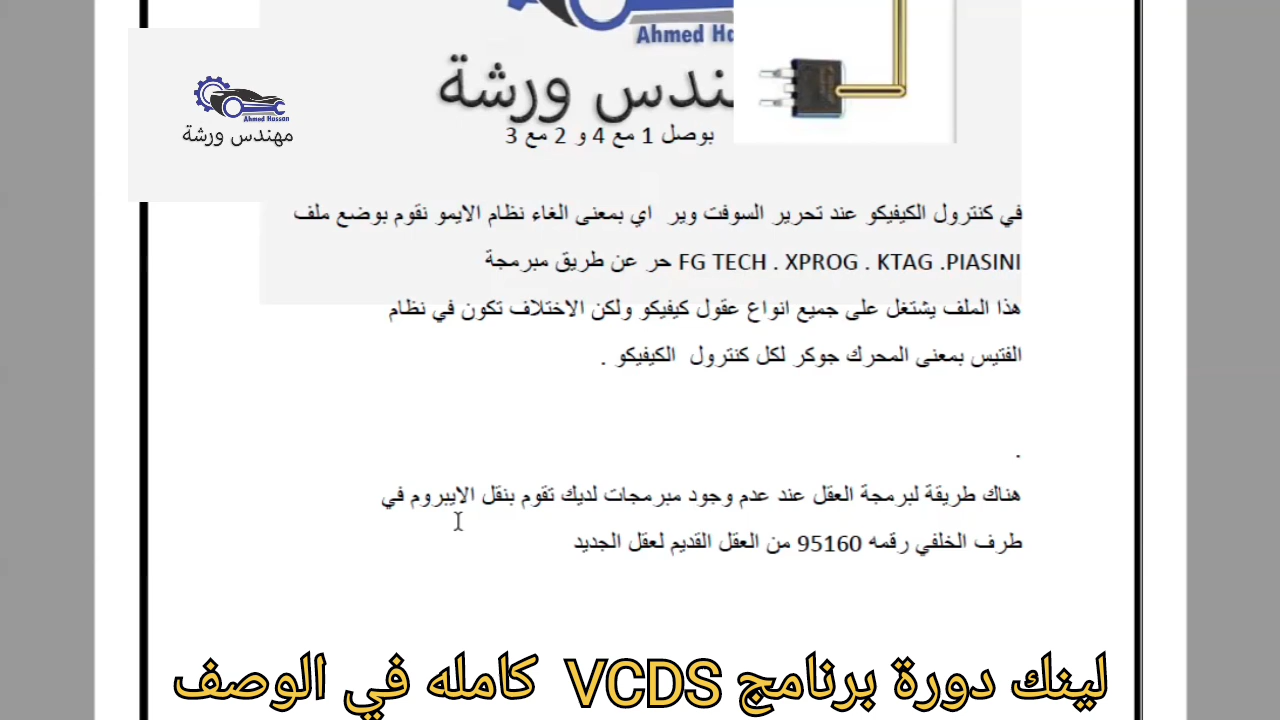 Ahmed Ha
مهندس ورشة
Ahmed Hassan
مهندس ورشة
بوصل 1 مع 4 و 2 مع 3
في كنترول الكيفيكو عند تحرير السوفت وير اي بمعنى الغاء نظام الايمو نقوم بوضع ملف
حر عن طريق مبرمجة FG TECH . XPROG . KTAG .PIASINI
هذا الملف يشتغل على جميع انواع عقول كيفيكو ولكن الاختلاف تكون في نظام
الفتيس بمعنى المحرك جوكر لكل كنترول الكيفيكو .
.
هناك طريقة لبرمجة العقل عند عدم وجود مبرمجات لديك تقوم بنقل الايبروم في
طرف الخلفي رقمه 95160 من العقل القديم لعقل الجديد
لينك دورة برنامج VCDS كامله في الوصف